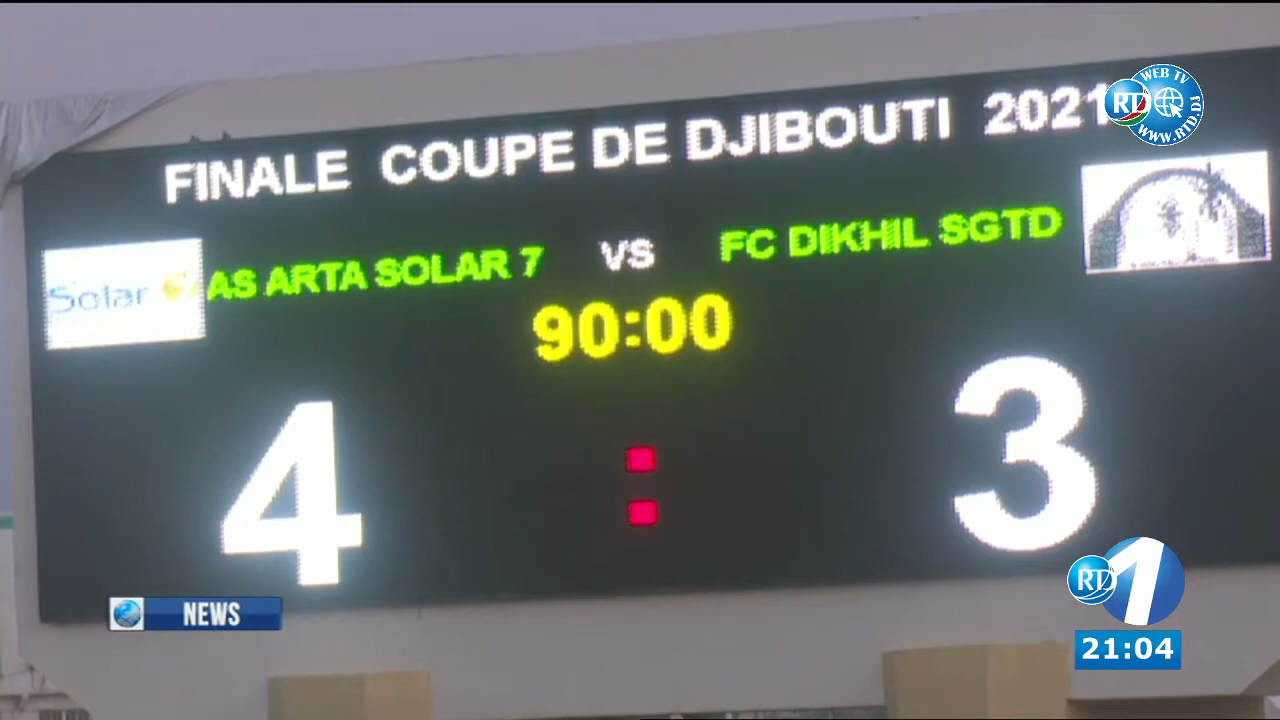 FINALE COUPE DE DJIBOUTI 2021
RTD WEB TV
WWW.RTD.DJ
Solar
AS ARTA SOLAR 7 VS FC DIKHIL SGTD
90:00
4 : 3
NEWS
RTD 1
21:04